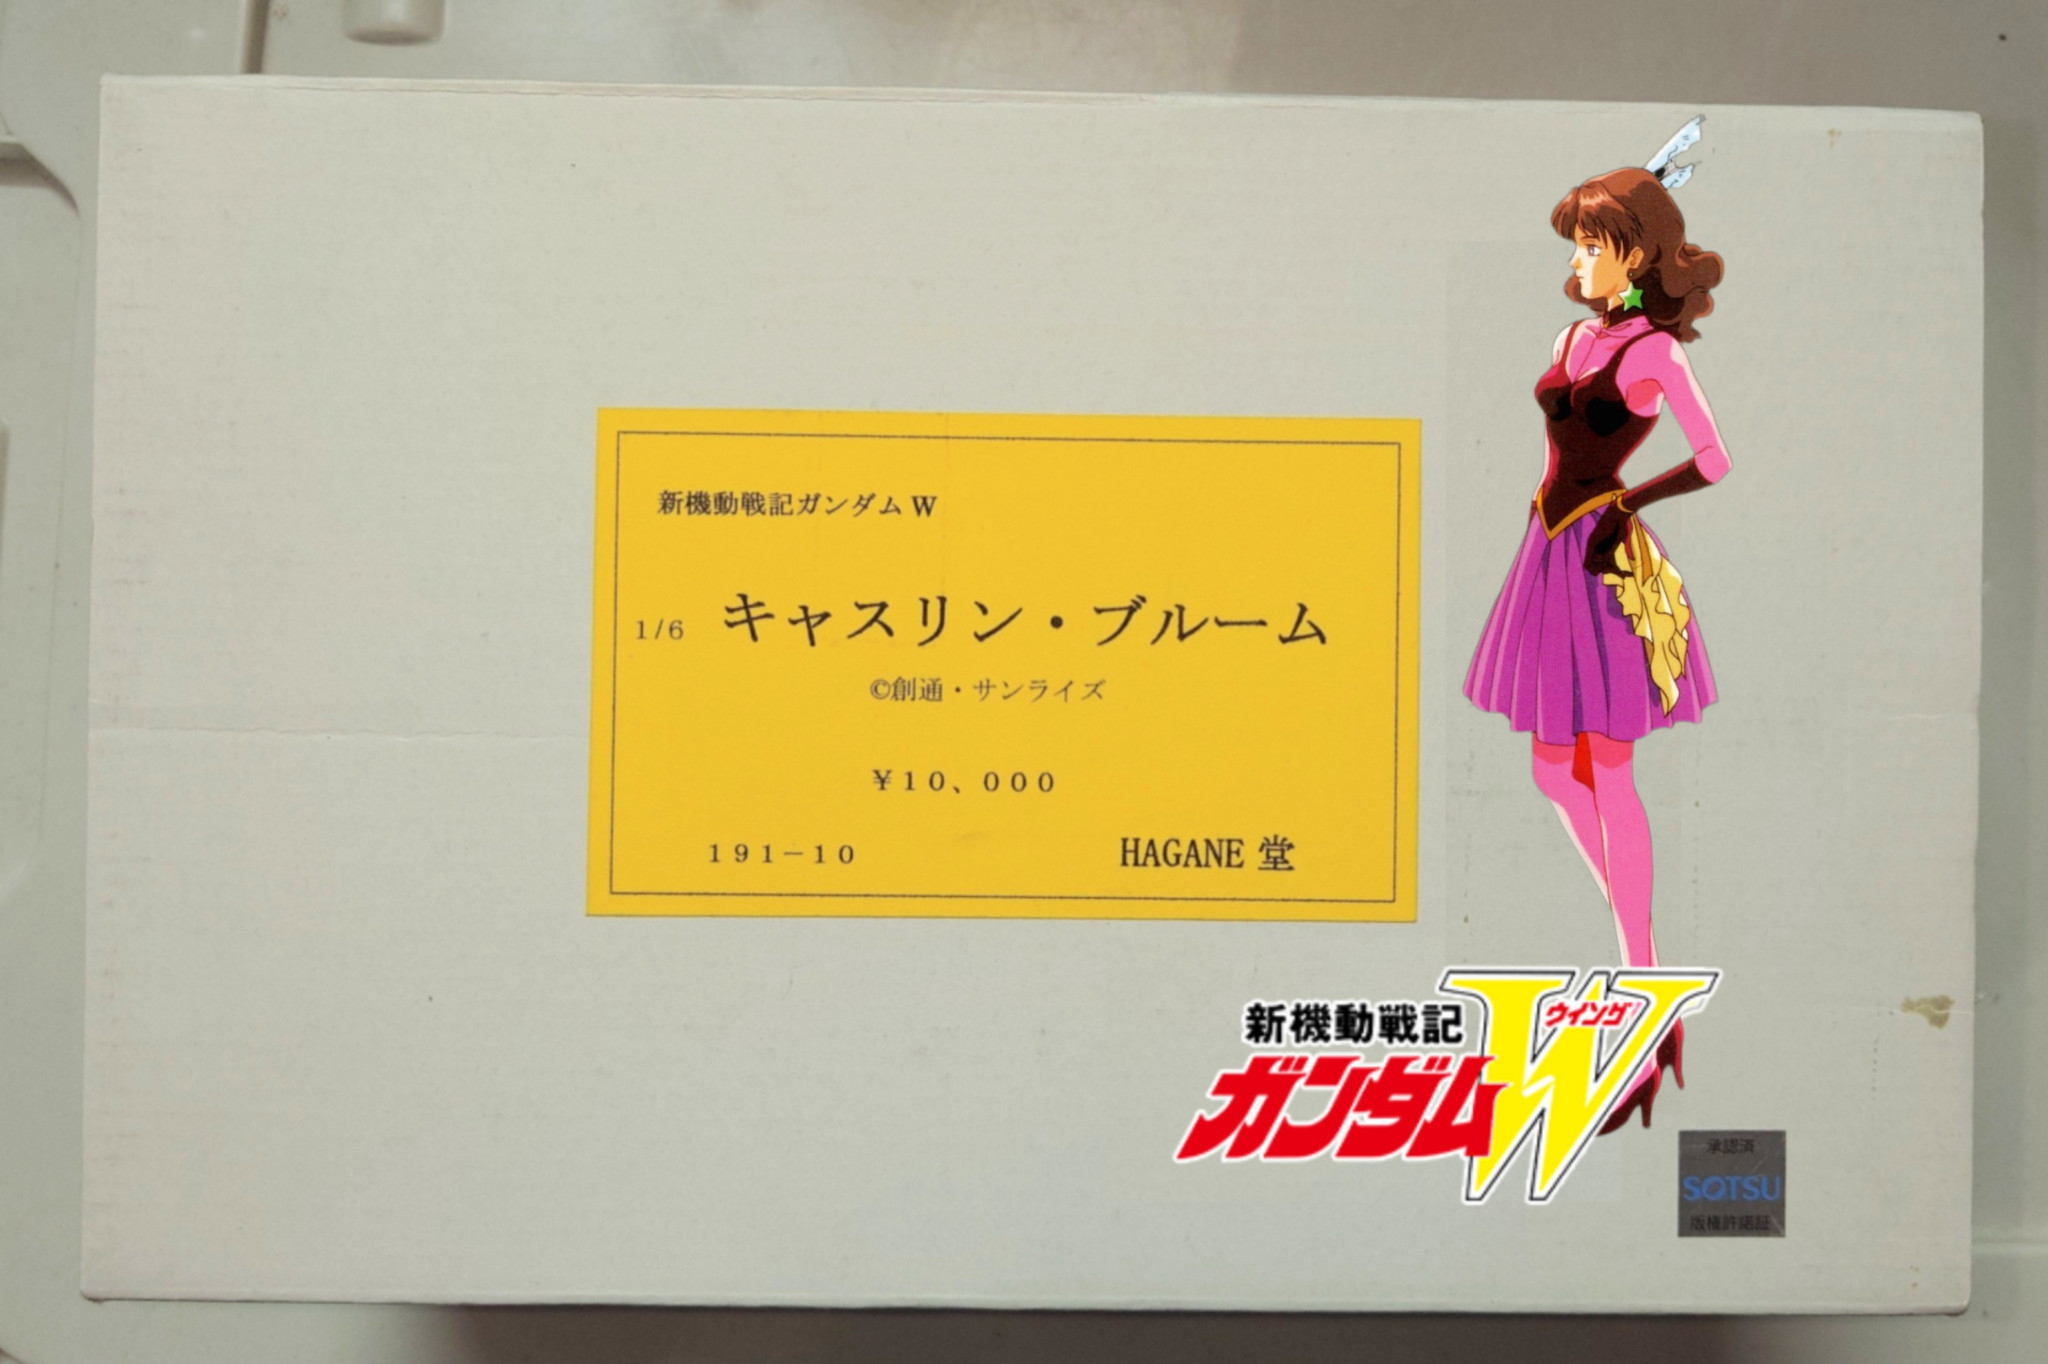 新機動戦記ガンダムW
1/6 キャスリン・ブルーム
©創通・サンライズ
¥10、000
191－10 HAGANE 堂
新機動戦記
ウイング
ガンダムW
承認済
SOTSU
版権許諾証